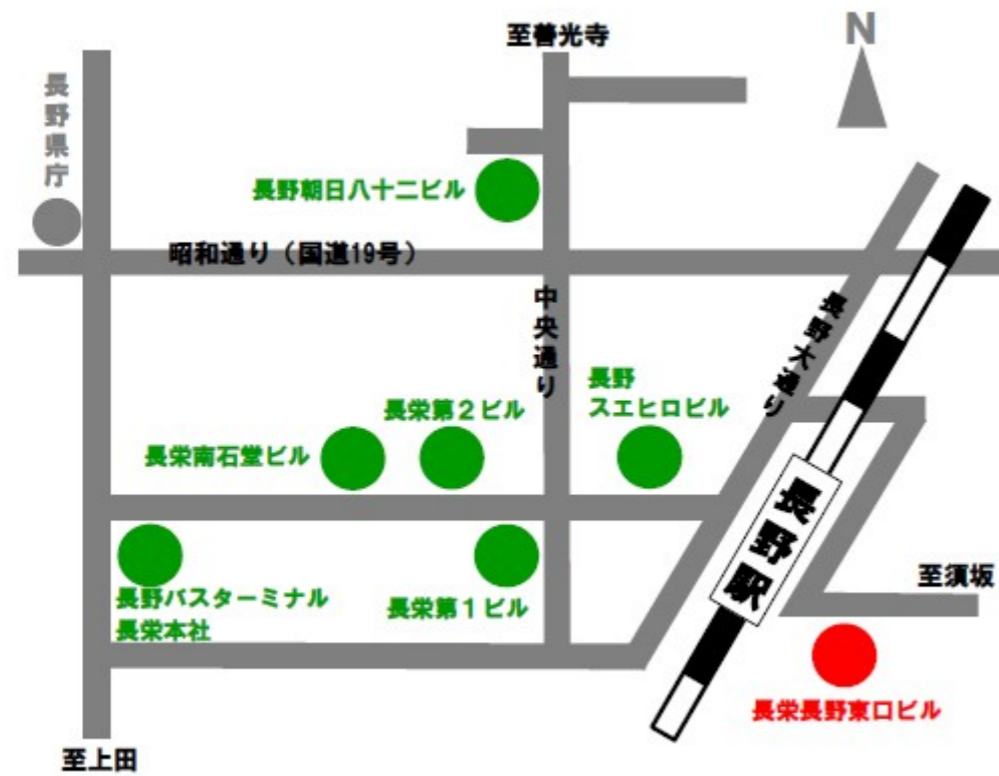 至善光寺
N
長野県庁
長野朝日八十二ビル
昭和通り（国道19号）
中央通り
長野大通り
長野
スエヒロビル
長栄第２ビル
長栄南石堂ビル
長野駅
長野バスターミナル
長栄本社
長栄第１ビル
至須坂
長栄長野東口ビル
至上田